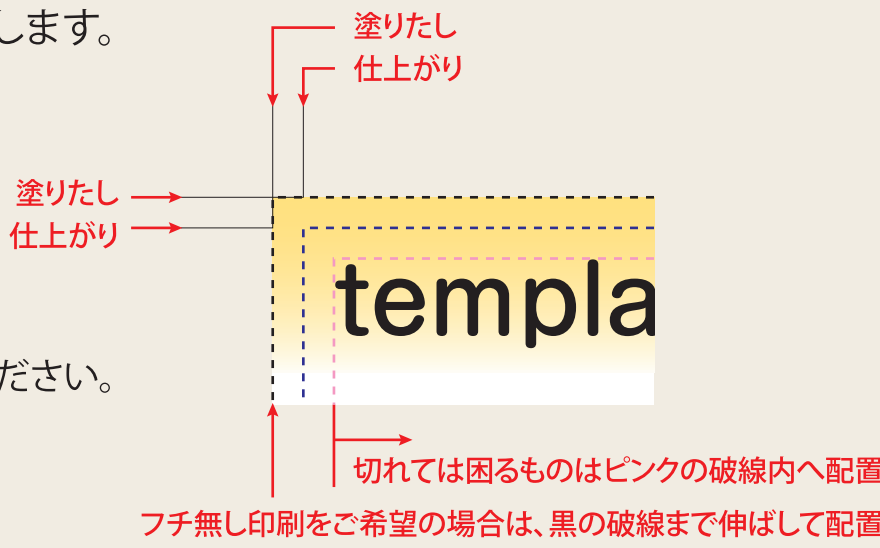 します。
塗りたし
仕上がり
塗りたし
仕上がり
templa
ださい。
切れては困るものはピンクの破線内へ配置
フチ無し印刷をご希望の場合は、黒の破線まで伸ばして配置